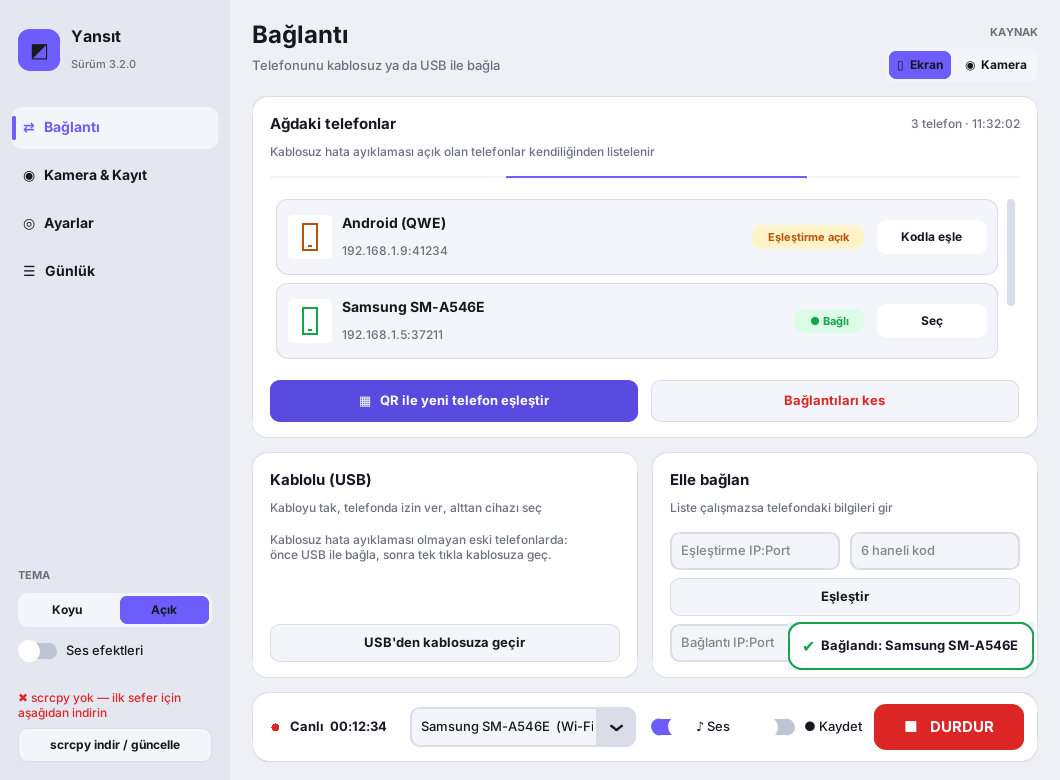 Yansıt
Sürüm 3.2.0
Bağlantı
Kamera & Kayıt
Ayarlar
Günlük
TEMA
Koyu
Açık
Ses efektleri
✖ scrcpy yok — ilk sefer için
aşağıdan indirin
scrcpy indir / güncelle
Bağlantı
Telefonunu kablosuz ya da USB ile bağla
KAYNAK
Ekran
Kamera
Ağdaki telefonlar
3 telefon · 11:32:02
Kablosuz hata ayıklaması açık olan telefonlar kendiliğinden listelenir
Android (QWE)
192.168.1.9:41234
Eşleştirme açık
Kodla eşle
Samsung SM-A546E
192.168.1.5:37211
● Bağlı
Seç
QR ile yeni telefon eşleştir
Bağlantıları kes
Kablolu (USB)
Kabloyu tak, telefonda izin ver, alttan cihazı seç
Kablosuz hata ayıklaması olmayan eski telefonlarda:
önce USB ile bağla, sonra tek tıkla kablosuza geç.
USB'den kablosuza geçir
Elle bağlan
Liste çalışmazsa telefondaki bilgileri gir
Eşleştirme IP:Port
6 haneli kod
Eşleştir
Bağlantı IP:Port
✔ Bağlandı: Samsung SM-A546E
Canlı 00:12:34
Samsung SM-A546E (Wi-Fi
♪ Ses
● Kaydet
■ DURDUR